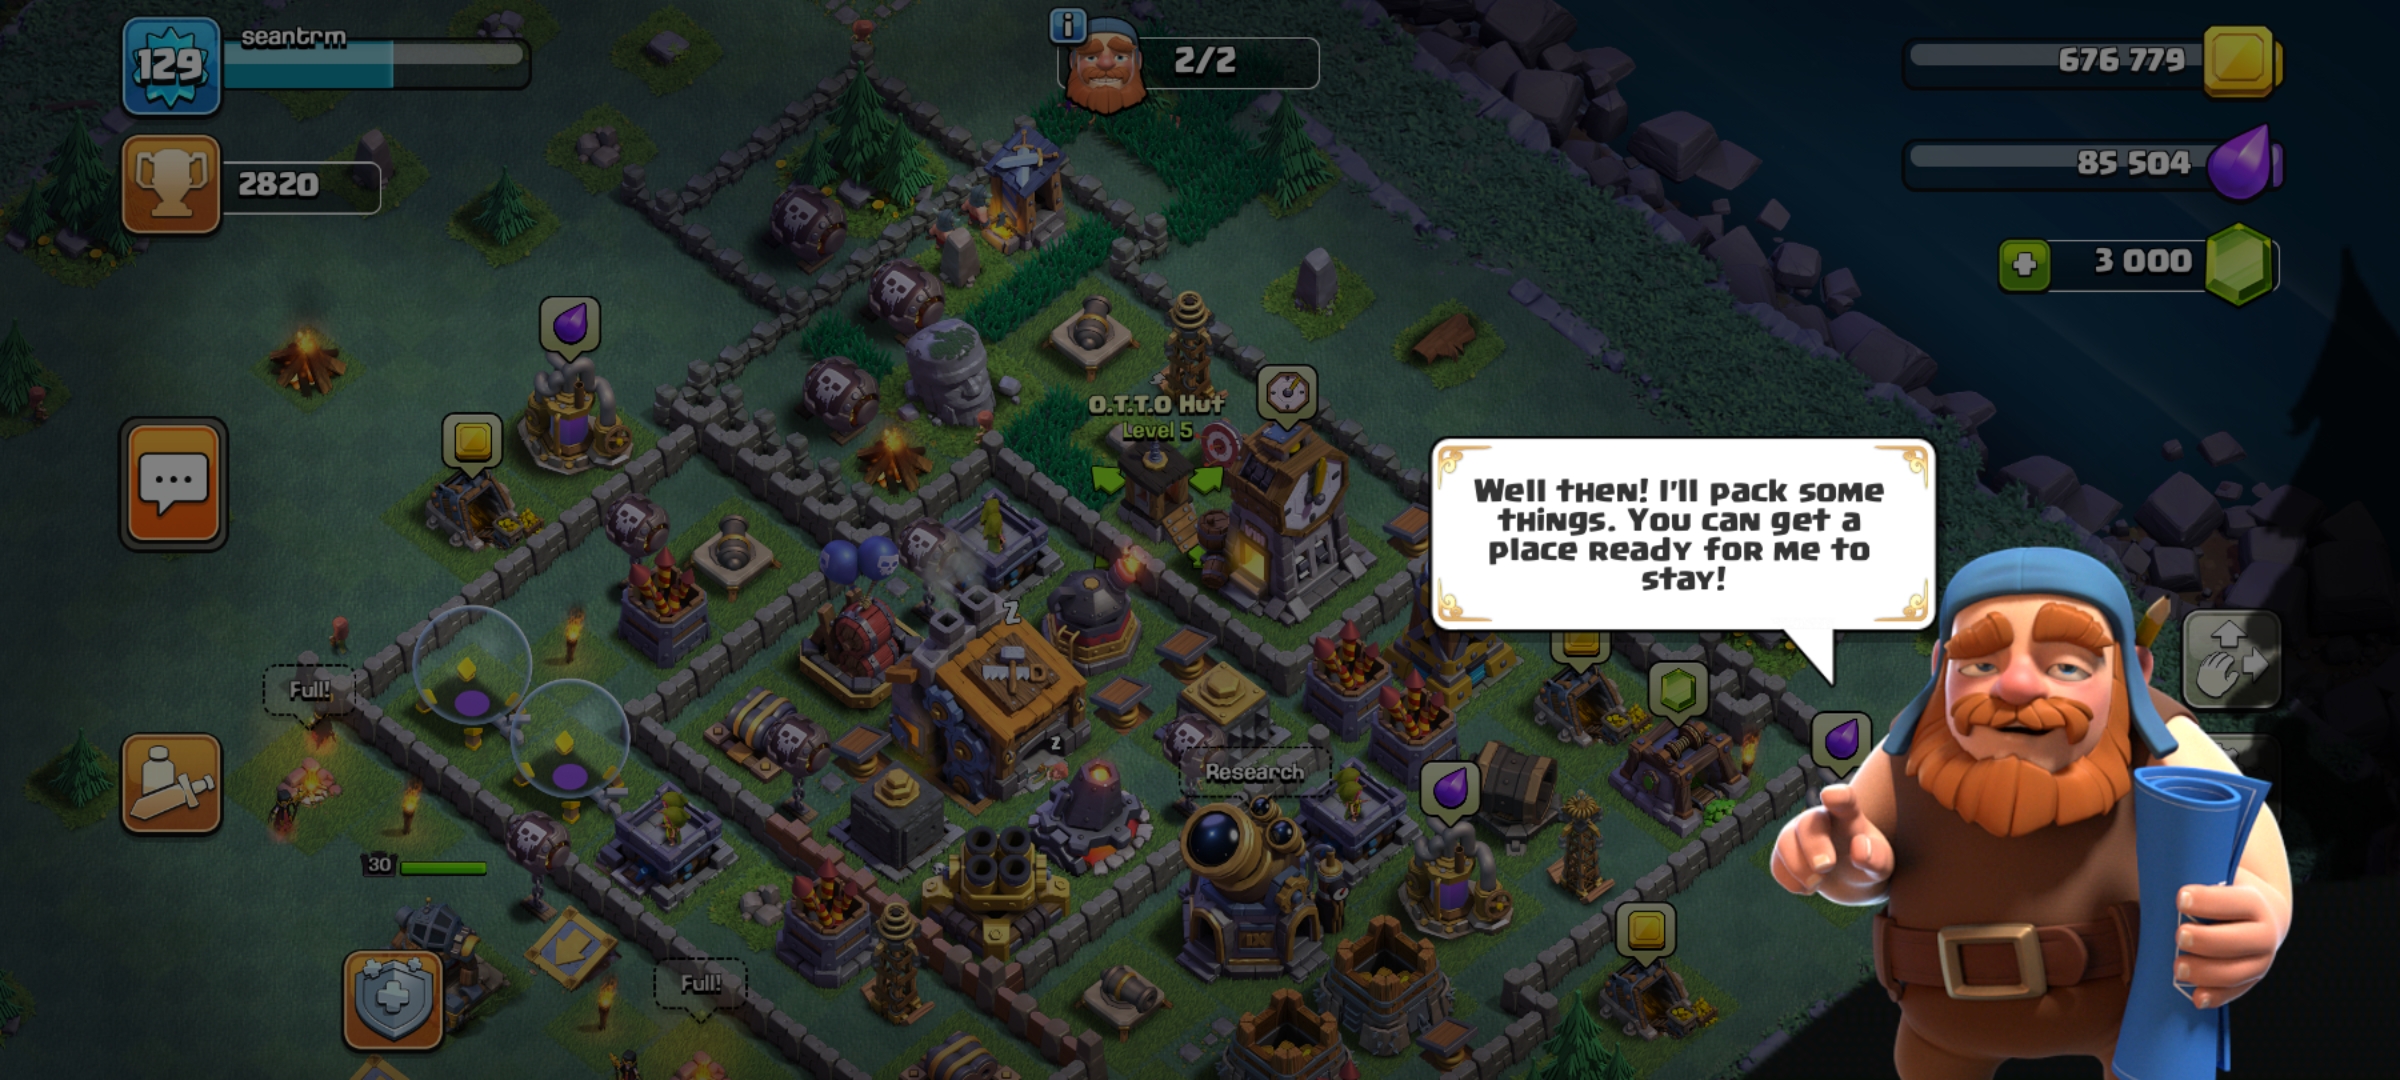 seantrm
129
2/2
676 779
2820
85 504
3 000
O.T.T.O Hut
Level 5
Well then! I'll pack some
things. You can get a
place ready for me to
stay!
Full!
z
z
Research
30
Full!